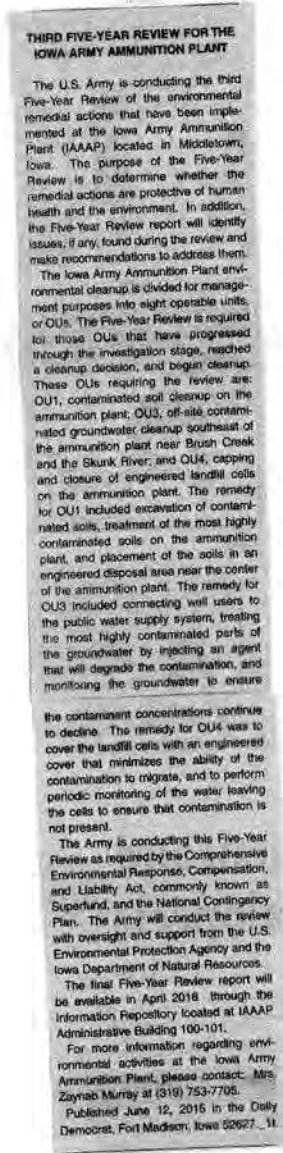 THIRD FIVE-YEAR REVIEW FOR THE
IOWA ARMY AMMUNITION PLANT
The U.S. Army is conducting the third
Five-Year Review of the environmental
remedial actions that have been imple-
mented at the Iowa Army Ammunition
Plant (IAAAP) located in Middletown,
Iowa. The purpose of the Five-Year
Review is to determine whether the
remedial actions are protective of human
health and the environment. In addition,
the Five-Year Review report will identify
issues, if any, found during the review and
make recommendations to address them.
The Iowa Army Ammunition Plant envi-
ronmental cleanup is divided for manage-
ment purposes into eight operable units,
or OUs. The Five-Year Review is required
for those OUs that have progressed
through the investigation stage, reached
a cleanup decision, and begun cleanup.
These OUs requiring the review are:
OU1, contaminated soil cleanup on the
ammunition plant; OU3, off-site contami-
nated groundwater cleanup southeast of
the ammunition plant near Brush Creek
and the Skunk River; and OU4, capping
and closure of engineered landfill cells
on the ammunition plant. The remedy
for OU1 included excavation of contami-
nated soils, treatment of the most highly
contaminated soils on the ammunition
plant, and placement of the soils in an
engineered disposal area near the center
of the ammunition plant. The remedy for
OU3 included connecting well users to
the public water supply system, treating
the most highly contaminated parts of
the groundwater by injecting an agent
that will degrade the contamination, and
monitoring the groundwater to ensure
the contaminant concentrations continue
to decline. The remedy for OU4 was to
cover the landfill cells with an engineered
cover that minimizes the ability of the
contamination to migrate, and to perform
periodic monitoring of the water leaving
the cells to ensure that contamination is
not present.
The Army is conducting this Five-Year
Review as required by the Comprehensive
Environmental Response, Compensation,
and Liability Act, commonly known as
Superfund, and the National Contingency
Plan. The Army will conduct the review
with oversight and support from the U.S.
Environmental Protection Agency and the
Iowa Department of Natural Resources.
The final Five-Year Review report will
be available in April 2016 through the
Information Repository located at IAAAP
Administrative Building 100-101.
For more information regarding envi-
ronmental activities at the Iowa Army
Ammunition Plant, please contact: Mrs.
Zaynab Murray at (319) 753-7705.
Published June 12, 2015 in the Daily
Democrat, Fort Madison, Iowa 52627 _ 1t